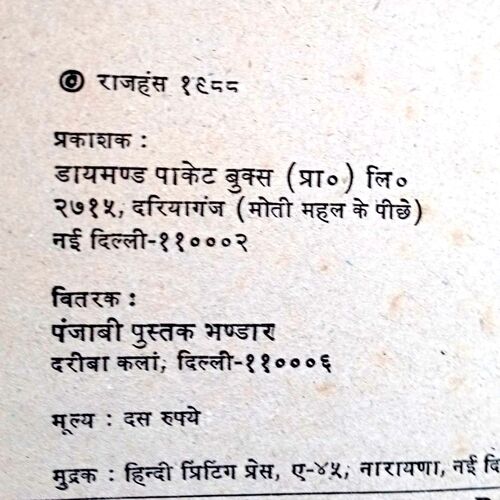 © राजहंस १९८८
प्रकाशक :
डायमण्ड पाकेट बुक्स (प्रा०) लि०
२७१५, दरियागंज (मोती महल के पीछे)
नई दिल्ली-११०००२
वितरक :
पंजाबी पुस्तक भण्डार
दरीबा कलां, दिल्ली-११०००६
मूल्य : दस रुपये
मुद्रक : हिन्दी प्रिंटिंग प्रेस, ए-४५, नारायणा, नई दि